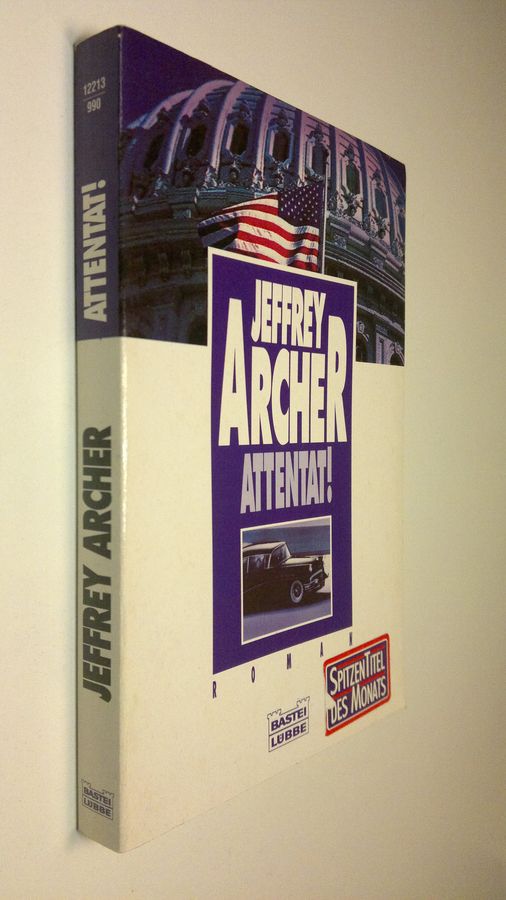 12213
990
ATTENTAT!
JEFFREY ARCHER
BASTEI
LÜBBE
JEFFREY
ARCHER
ATTENTAT!
ROMAN
SPITZENTITEL
DES MONATS
BASTEI
LÜBBE